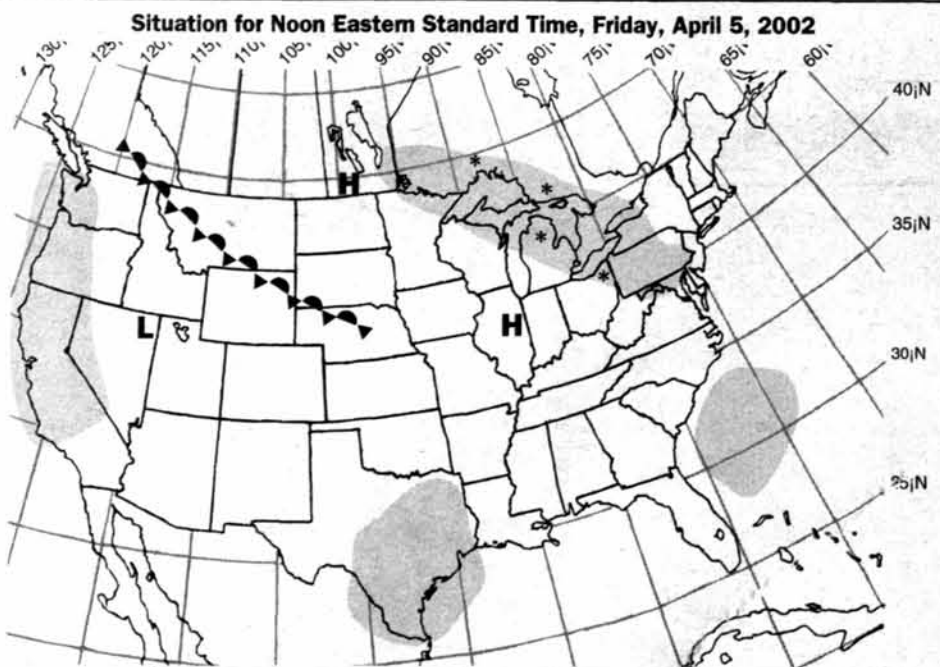 Situation for Noon Eastern Standard Time, Friday, April 5, 2002
130¡ 125¡ 120¡ 115¡ 110¡ 105¡ 100¡ 95¡ 90¡ 85¡ 80¡ 75¡ 70¡ 65¡ 60¡
40¡N
35¡N
H
30¡N
L
H
25¡N